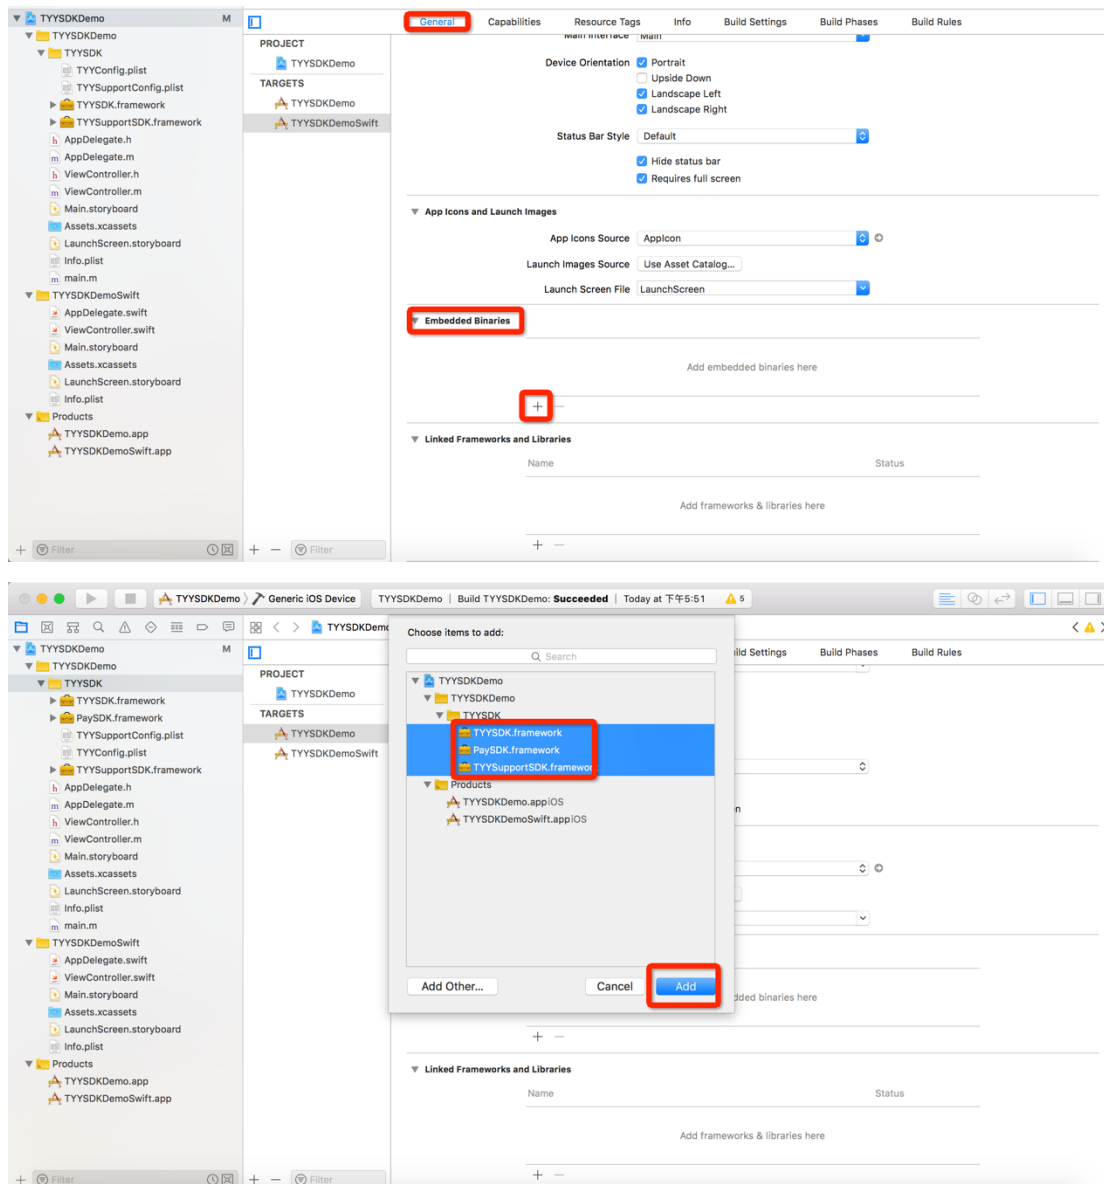 TYYSDKDemo M
TYYSDKDemo
TYYSDK
TYYConfig.plist
TYYSupportConfig.plist
TYYSDK.framework
TYYSupportSDK.framework
h AppDelegate.h
m AppDelegate.m
h ViewController.h
m ViewController.m
Main.storyboard
Assets.xcassets
LaunchScreen.storyboard
Info.plist
m main.m
TYYSDKDemoSwift
AppDelegate.swift
ViewController.swift
Main.storyboard
Assets.xcassets
LaunchScreen.storyboard
Info.plist
Products
TYYSDKDemo.app
TYYSDKDemoSwift.app
+ Filter
PROJECT
TYYSDKDemo
TARGETS
TYYSDKDemo
TYYSDKDemoSwift
+ − Filter
General Capabilities Resource Tags Info Build Settings Build Phases Build Rules
Main Interface Main
Device Orientation Portrait
Upside Down
Landscape Left
Landscape Right
Status Bar Style Default
Hide status bar
Requires full screen
App Icons and Launch Images
App Icons Source AppIcon
Launch Images Source Use Asset Catalog...
Launch Screen File LaunchScreen
Embedded Binaries
Add embedded binaries here
+ −
Linked Frameworks and Libraries
Name Status
Add frameworks & libraries here
+ −
TYYSDKDemo Generic iOS Device TYYSDKDemo | Build TYYSDKDemo: Succeeded | Today at 下午5:51 5
TYYSDKDemo
TYYSDKDemo M
TYYSDKDemo
TYYSDK
TYYSDK.framework
PaySDK.framework
TYYSupportConfig.plist
TYYConfig.plist
TYYSupportSDK.framework
h AppDelegate.h
m AppDelegate.m
h ViewController.h
m ViewController.m
Main.storyboard
Assets.xcassets
LaunchScreen.storyboard
Info.plist
m main.m
TYYSDKDemoSwift
AppDelegate.swift
ViewController.swift
Main.storyboard
Assets.xcassets
LaunchScreen.storyboard
Info.plist
Products
TYYSDKDemo.app
TYYSDKDemoSwift.app
+ Filter
PROJECT
TYYSDKDemo
TARGETS
TYYSDKDemo
TYYSDKDemoSwift
+ − Filter
Choose items to add:
Search
TYYSDKDemo
TYYSDKDemo
TYYSDK
TYYSDK.framework
PaySDK.framework
TYYSupportSDK.framewor
Products
TYYSDKDemo.app iOS
TYYSDKDemoSwift.app iOS
Add Other... Cancel Add
ild Settings Build Phases Build Rules
en
dded binaries here
+ −
Linked Frameworks and Libraries
Name Status
Add frameworks & libraries here
+ −